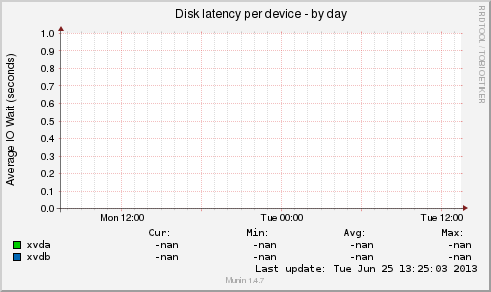 Disk latency per device - by day
RRDTOOL / TOBI OETIKER
Average IO Wait (seconds)
1.0
0.9
0.8
0.7
0.6
0.5
0.4
0.3
0.2
0.1
0.0
Mon 12:00 Tue 00:00 Tue 12:00
Cur: Min: Avg: Max:
xvda -nan -nan -nan -nan
xvdb -nan -nan -nan -nan
Last update: Tue Jun 25 13:25:03 2013
Munin 1.4.7